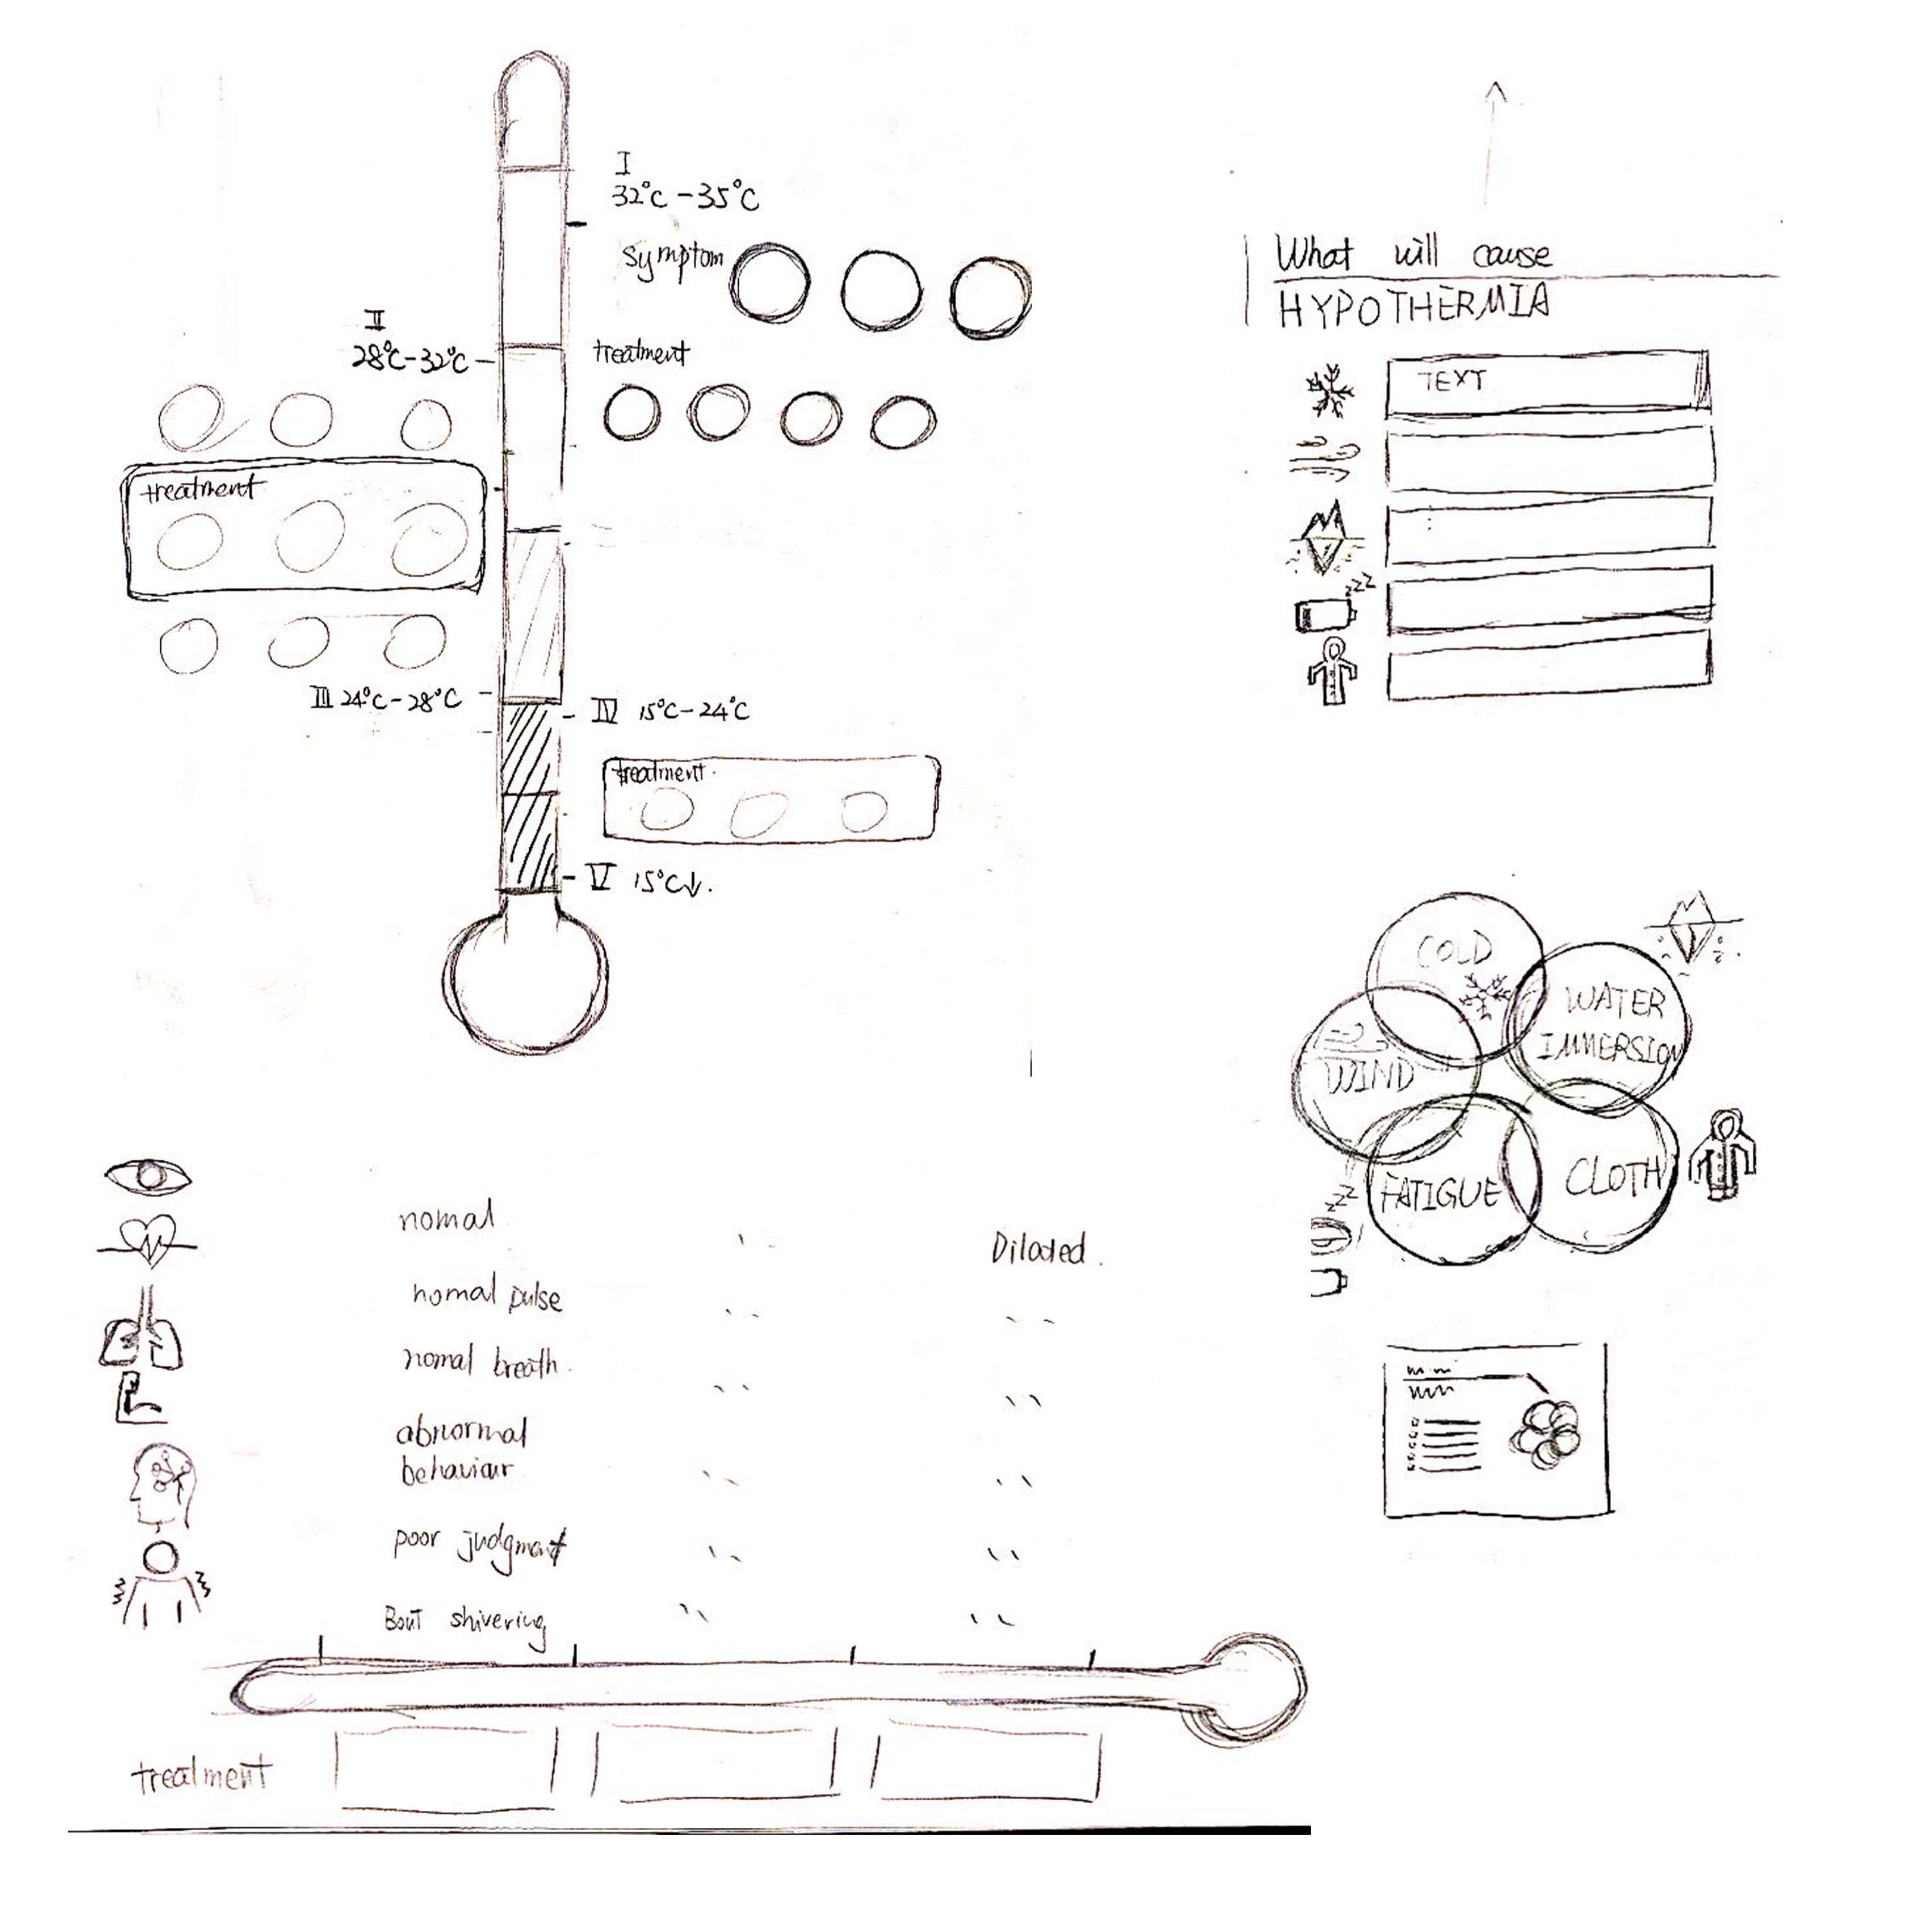 I
32°C-35°C
Symptom
II
28°C-32°C
treatment
treatment
III 24°C-28°C
IV 15°C-24°C
treatment.
V 15°C↓.
What will cause
HYPOTHERMIA
TEXT
COLD
WATER
IMMERSION
WIND
FATIGUE
CLOTH
zzz
zzz
nomal
Dilated.
nomal pulse
nomal breath.
abnormal
behaviour
poor judgment
Bout shivering
treatment